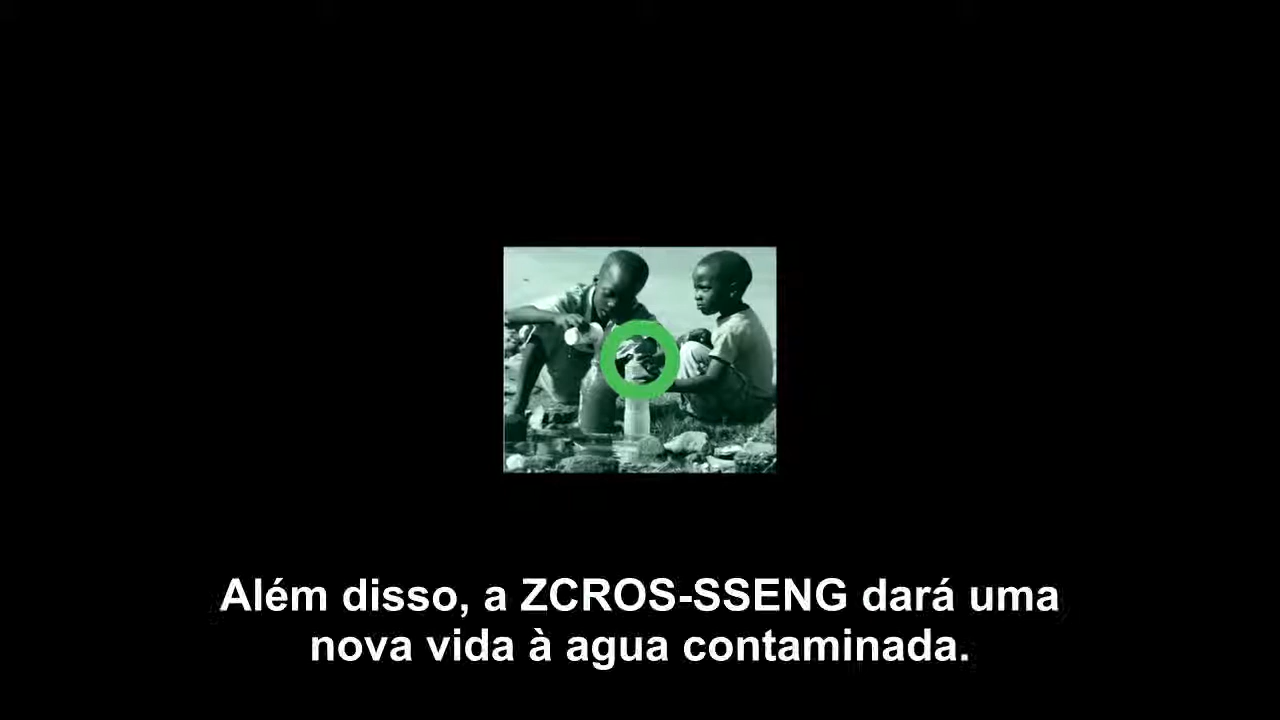 Além disso, a ZCROS-SSENG dará uma
nova vida à agua contaminada.